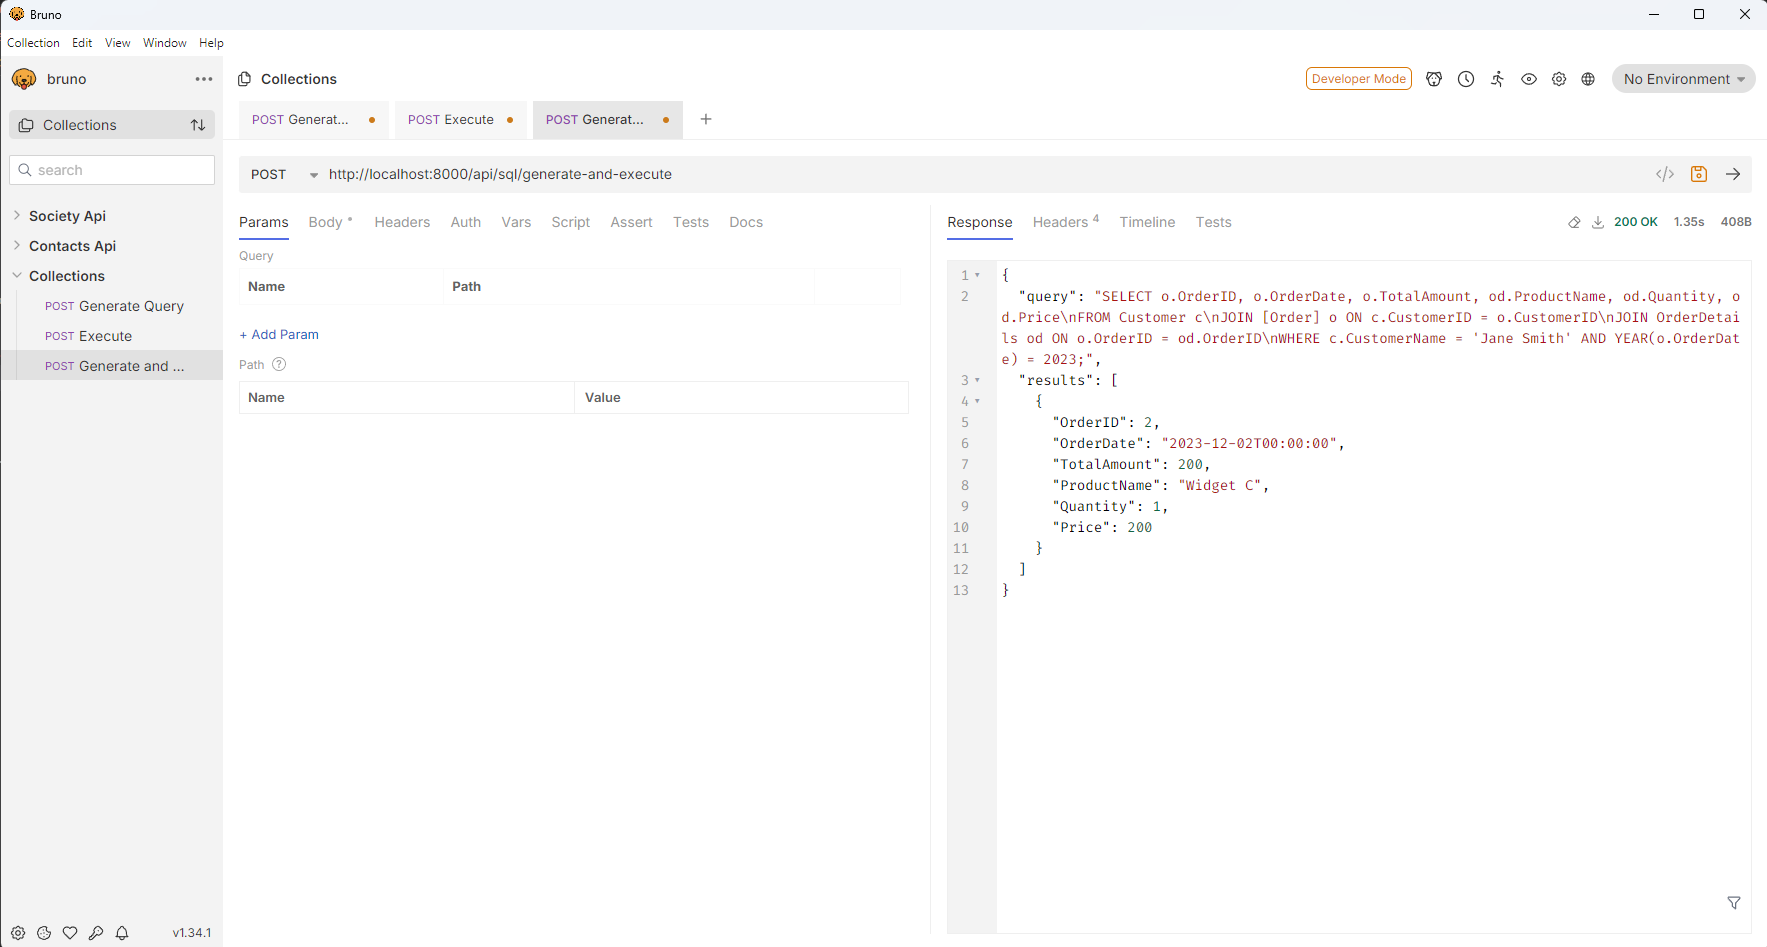 Bruno
Collection Edit View Window Help
bruno
Collections
search
Society Api
Contacts Api
Collections
POST Generate Query
POST Execute
POST Generate and ...
v1.34.1
Collections
Developer Mode
No Environment
POST Generat...
POST Execute
POST Generat...
+
POST http://localhost:8000/api/sql/generate-and-execute
</>
Params Body Headers Auth Vars Script Assert Tests Docs
Query
Name Path
+ Add Param
Path ?
Name Value
Response Headers 4 Timeline Tests
200 OK 1.35s 408B
1 {
2 "query": "SELECT o.OrderID, o.OrderDate, o.TotalAmount, od.ProductName, od.Quantity, o
d.Price\nFROM Customer c\nJOIN [Order] o ON c.CustomerID = o.CustomerID\nJOIN OrderDetai
ls od ON o.OrderID = od.OrderID\nWHERE c.CustomerName = 'Jane Smith' AND YEAR(o.OrderDat
e) = 2023;",
3 "results": [
4 {
5 "OrderID": 2,
6 "OrderDate": "2023-12-02T00:00:00",
7 "TotalAmount": 200,
8 "ProductName": "Widget C",
9 "Quantity": 1,
10 "Price": 200
11 }
12 ]
13 }